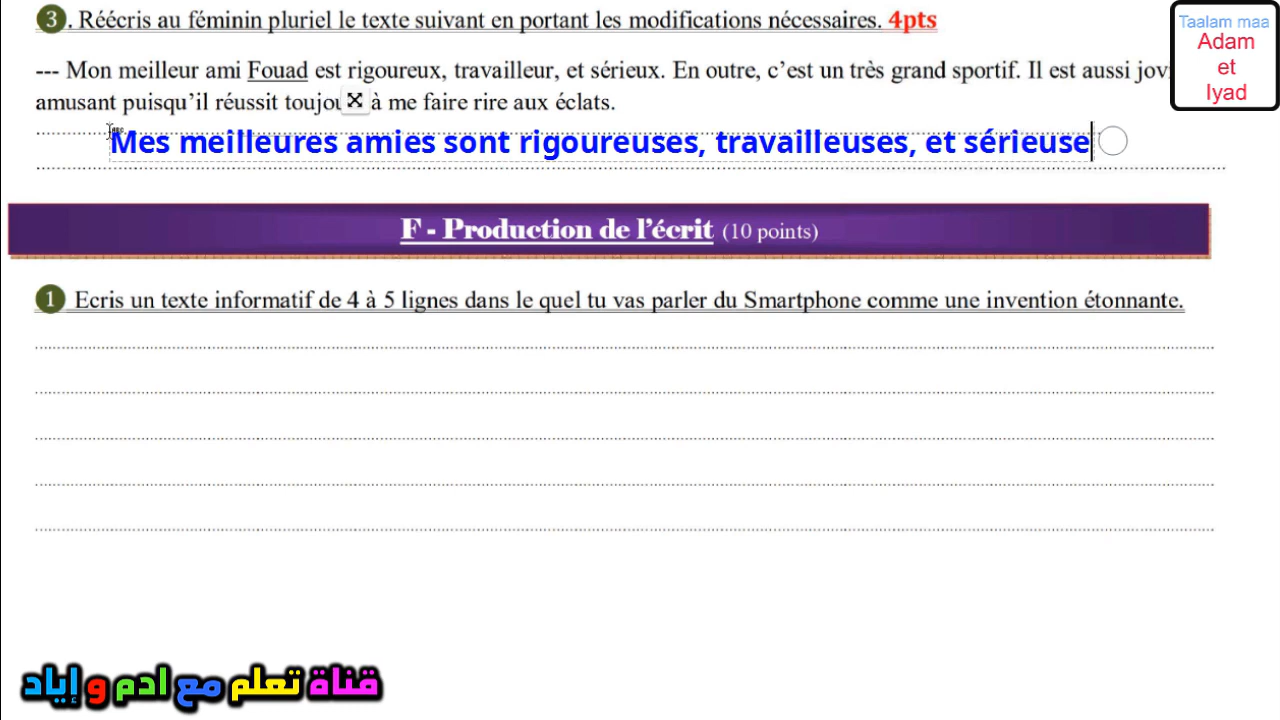 3. Réécris au féminin pluriel le texte suivant en portant les modifications nécessaires. 4pts
Taalam maa
Adam
et
Iyad
--- Mon meilleur ami Fouad est rigoureux, travailleur, et sérieux. En outre, c’est un très grand sportif. Il est aussi
amusant puisqu’il réussit à me faire rire aux éclats.
Mes meilleures amies sont rigoureuses, travailleuses, et sérieuse
F - Production de l’écrit (10 points)
1 Ecris un texte informatif de 4 à 5 lignes dans le quel tu vas parler du Smartphone comme une invention étonnante.
قناة تعلم مع ادم و إياد